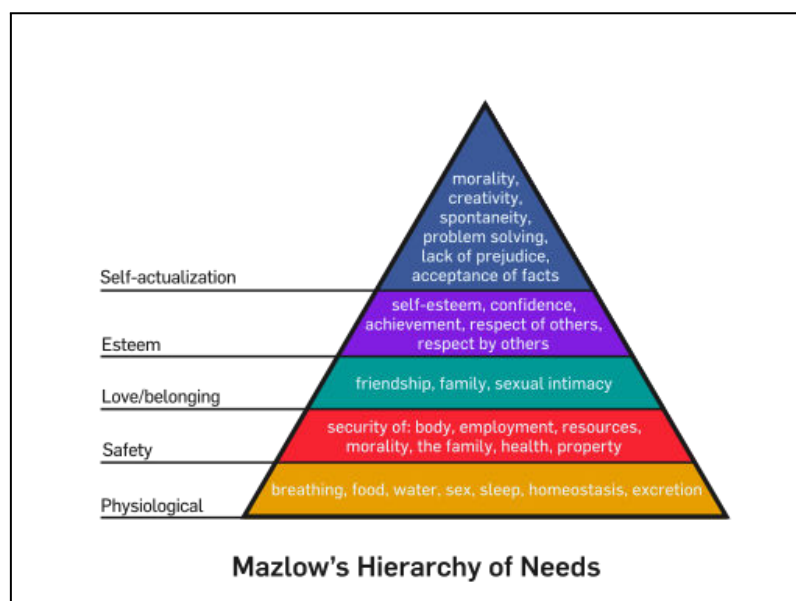 morality,
creativity,
spontaneity,
problem solving,
lack of prejudice,
acceptance of facts
Self-actualization
self-esteem, confidence,
achievement, respect of others,
respect by others
Esteem
friendship, family, sexual intimacy
Love/belonging
security of: body, employment, resources,
morality, the family, health, property
Safety
breathing, food, water, sex, sleep, homeostasis, excretion
Physiological
Mazlow's Hierarchy of Needs